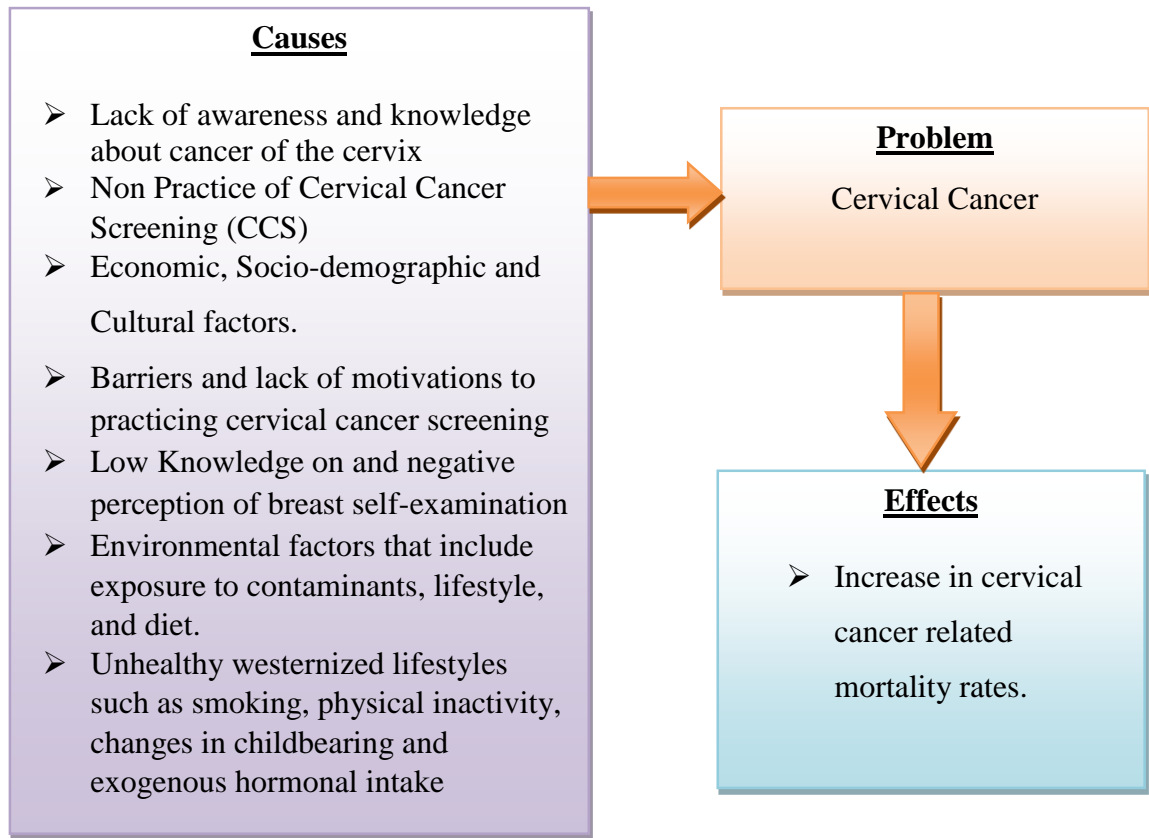 Causes
➢ Lack of awareness and knowledge
about cancer of the cervix
➢ Non Practice of Cervical Cancer
Screening (CCS)
➢ Economic, Socio-demographic and
Cultural factors.
➢ Barriers and lack of motivations to
practicing cervical cancer screening
➢ Low Knowledge on and negative
perception of breast self-examination
➢ Environmental factors that include
exposure to contaminants, lifestyle,
and diet.
➢ Unhealthy westernized lifestyles
such as smoking, physical inactivity,
changes in childbearing and
exogenous hormonal intake
Problem
Cervical Cancer
Effects
➢ Increase in cervical
cancer related
mortality rates.